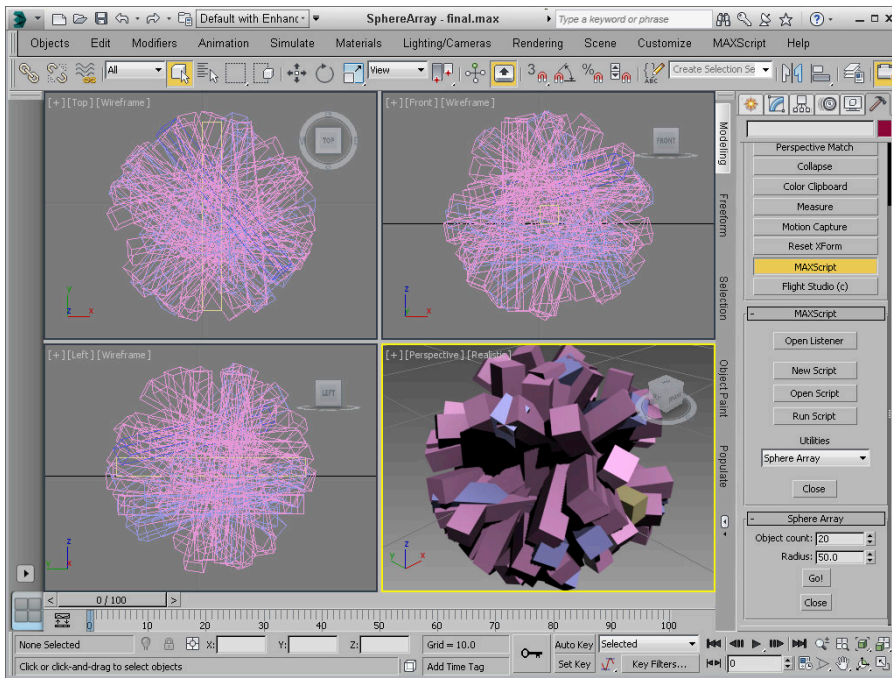 Default with Enhanc
SphereArray - final.max
Type a keyword or phrase
Objects Edit Modifiers Animation Simulate Materials Lighting/Cameras Rendering Scene Customize MAXScript Help
All
View
3
%
ABC
Create Selection Se
[+][Top][Wireframe]
TOP
[+][Front][Wireframe]
FRONT
[+][Left][Wireframe]
LEFT
[+][Perspective][Realistic]
Modeling
Freeform
Selection
Object Paint
Populate
Perspective Match
Collapse
Color Clipboard
Measure
Motion Capture
Reset XForm
MAXScript
Flight Studio (c)
- MAXScript
Open Listener
New Script
Open Script
Run Script
Utilities
Sphere Array
Close
- Sphere Array
Object count: 20
Radius: 50.0
Go!
Close
y
z x
z
x
z
y
z
y x
< 0 / 100 >
0 10 20 30 40 50 60 70 80 90 100
None Selected X: Y: Z: Grid = 10.0 Auto Key Selected
Click or click-and-drag to select objects Add Time Tag Set Key Key Filters... 0